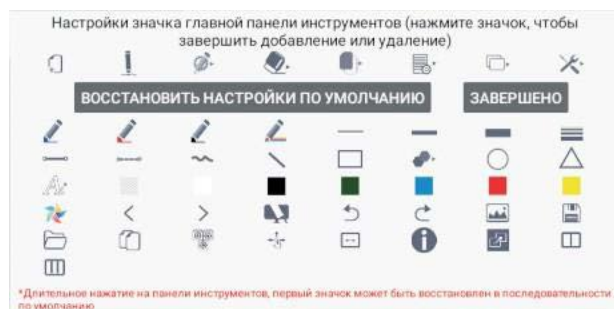 Настройки значка главной панели инструментов (нажмите значок, чтобы
завершить добавление или удаление)
ВОССТАНОВИТЬ НАСТРОЙКИ ПО УМОЛЧАНИЮ
ЗАВЕРШЕНО
*Длительное нажатие на панели инструментов, первый значок может быть восстановлен в последовательности
по умолчанию